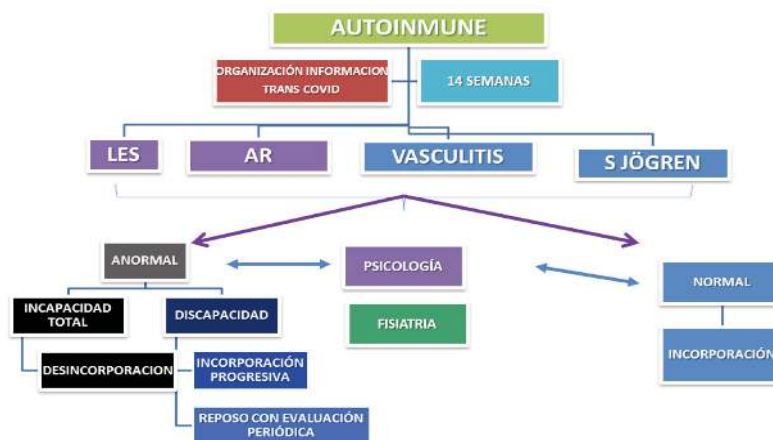 AUTOINMUNE
ORGANIZACIÓN INFORMACION
TRANS COVID
14 SEMANAS
LES
AR
VASCULITIS
S JÖGREN
ANORMAL
PSICOLOGÍA
NORMAL
INCAPACIDAD
TOTAL
DISCAPACIDAD
FISIATRIA
DESINCORPORACION
INCORPORACIÓN
PROGRESIVA
INCORPORACIÓN
REPOSO CON EVALUACIÓN
PERIÓDICA